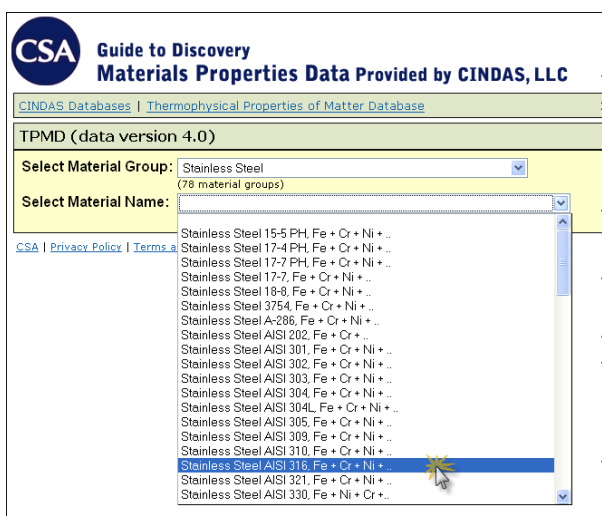 CSA
Guide to Discovery
Materials Properties Data Provided by CINDAS, LLC
CINDAS Databases | Thermophysical Properties of Matter Database
TPMD (data version 4.0)
Select Material Group: Stainless Steel
(78 material groups)
Select Material Name:
CSA | Privacy Policy | Terms a
Stainless Steel 15-5 PH, Fe + Cr + Ni + ..
Stainless Steel 17-4 PH, Fe + Cr + Ni + ..
Stainless Steel 17-7 PH, Fe + Cr + Ni + ..
Stainless Steel 17-7, Fe + Cr + Ni + ..
Stainless Steel 18-8, Fe + Cr + Ni + ..
Stainless Steel 3754, Fe + Cr + Ni + ..
Stainless Steel A-286, Fe + Cr + Ni + ..
Stainless Steel AISI 202, Fe + Cr + ..
Stainless Steel AISI 301, Fe + Cr + Ni + ..
Stainless Steel AISI 302, Fe + Cr + Ni + ..
Stainless Steel AISI 303, Fe + Cr + Ni + ..
Stainless Steel AISI 304, Fe + Cr + Ni + ..
Stainless Steel AISI 304L, Fe + Cr + Ni + ..
Stainless Steel AISI 305, Fe + Cr + Ni + ..
Stainless Steel AISI 309, Fe + Cr + Ni + ..
Stainless Steel AISI 310, Fe + Cr + Ni + ..
Stainless Steel AISI 316, Fe + Cr + Ni + ..
Stainless Steel AISI 321, Fe + Cr + Ni + ..
Stainless Steel AISI 330, Fe + Ni + Cr +..